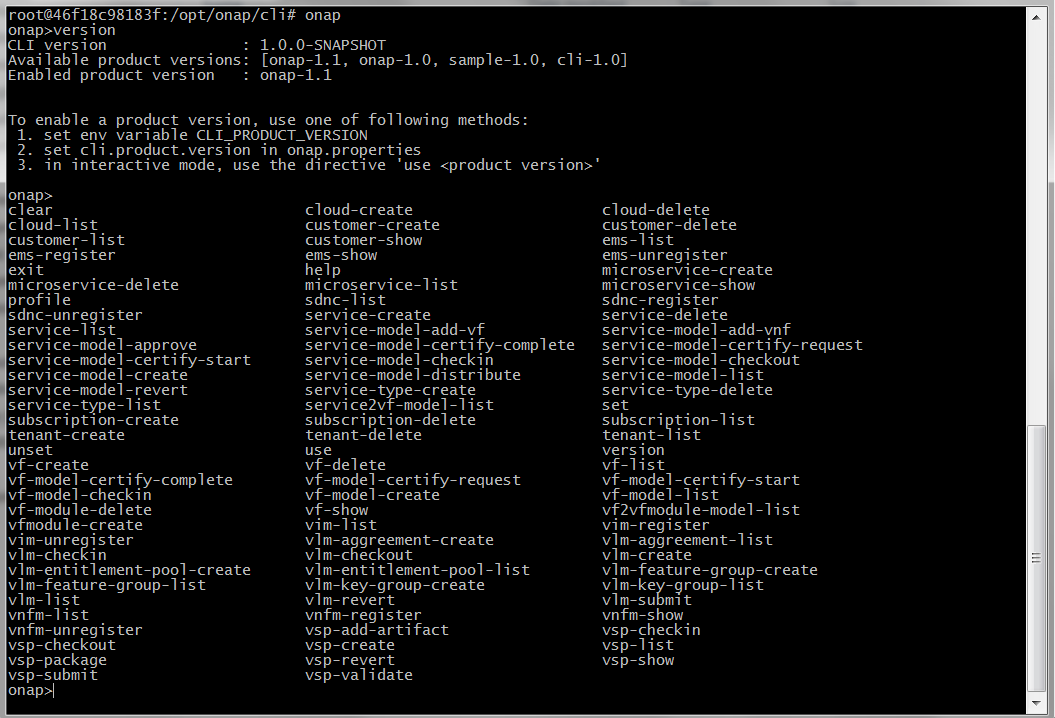 root@46f18c98183f:/opt/onap/cli# onap
onap>version
CLI version : 1.0.0-SNAPSHOT
Available product versions: [onap-1.1, onap-1.0, sample-1.0, cli-1.0]
Enabled product version : onap-1.1
To enable a product version, use one of following methods:
1. set env variable CLI_PRODUCT_VERSION
2. set cli.product.version in onap.properties
3. in interactive mode, use the directive 'use <product version>'
onap>
clear cloud-create cloud-delete
cloud-list customer-create customer-delete
customer-list customer-show ems-list
ems-register ems-show ems-unregister
exit help microservice-create
microservice-delete microservice-list microservice-show
profile sdnc-list sdnc-register
sdnc-unregister service-create service-delete
service-list service-model-add-vf service-model-add-vnf
service-model-approve service-model-certify-complete service-model-certify-request
service-model-certify-start service-model-checkin service-model-checkout
service-model-create service-model-distribute service-model-list
service-model-revert service-type-create service-type-delete
service-type-list service2vf-model-list set
subscription-create subscription-delete subscription-list
tenant-create tenant-delete tenant-list
unset use version
vf-create vf-delete vf-list
vf-model-certify-complete vf-model-certify-request vf-model-certify-start
vf-model-checkin vf-model-create vf-model-list
vf-module-delete vf-show vf2vfmodule-model-list
vfmodule-create vim-list vim-register
vim-unregister vlm-aggreement-create vlm-aggreement-list
vlm-checkin vlm-checkout vlm-create
vlm-entitlement-pool-create vlm-entitlement-pool-list vlm-feature-group-create
vlm-feature-group-list vlm-key-group-create vlm-key-group-list
vlm-list vlm-revert vlm-submit
vnfm-list vnfm-register vnfm-show
vnfm-unregister vsp-add-artifact vsp-checkin
vsp-checkout vsp-create vsp-list
vsp-package vsp-revert vsp-show
vsp-submit vsp-validate
onap>